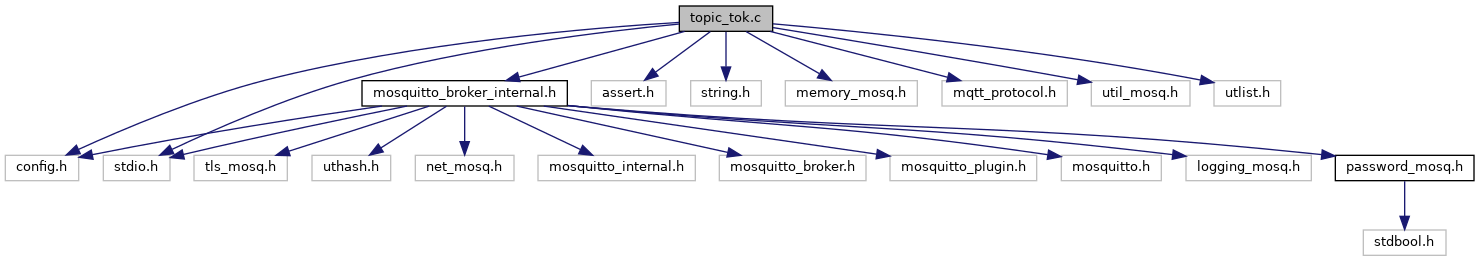 topic_tok.c
mosquitto_broker_internal.h
assert.h
string.h
memory_mosq.h
mqtt_protocol.h
util_mosq.h
utlist.h
config.h
stdio.h
tls_mosq.h
uthash.h
net_mosq.h
mosquitto_internal.h
mosquitto_broker.h
mosquitto_plugin.h
mosquitto.h
logging_mosq.h
password_mosq.h
stdbool.h